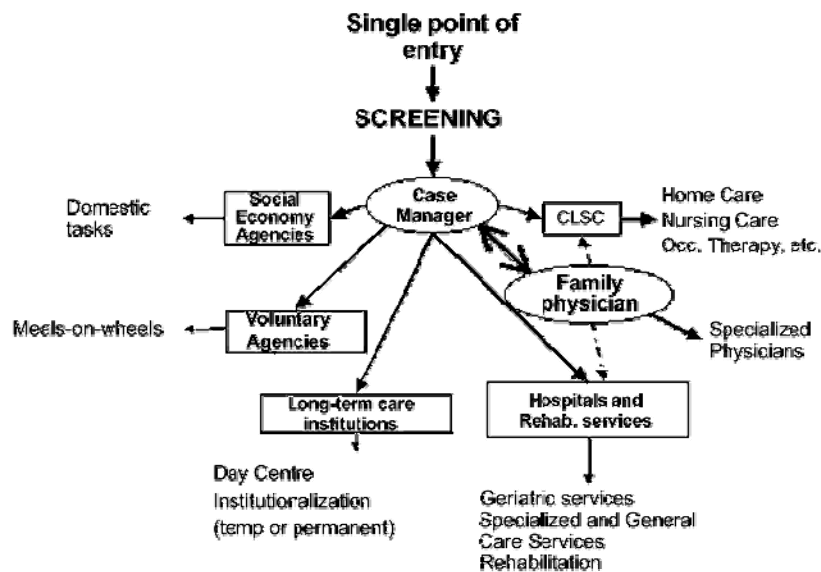 Single point of
entry
SCREENING
Case
Manager
Social
Economy
Agencies
Domestic
tasks
CLSC
Home Care
Nursing Care
Occ. Therapy, etc.
Family
physician
Voluntary
Agencies
Meels-on-wheels
Specialized
Physicians
Long-term care
institutions
Hospitals and
Rehab. services
Day Centre
Institutionalization
(temp or permanent)
Geriatric services
Specialized and General
Care Services
Rehabilitation